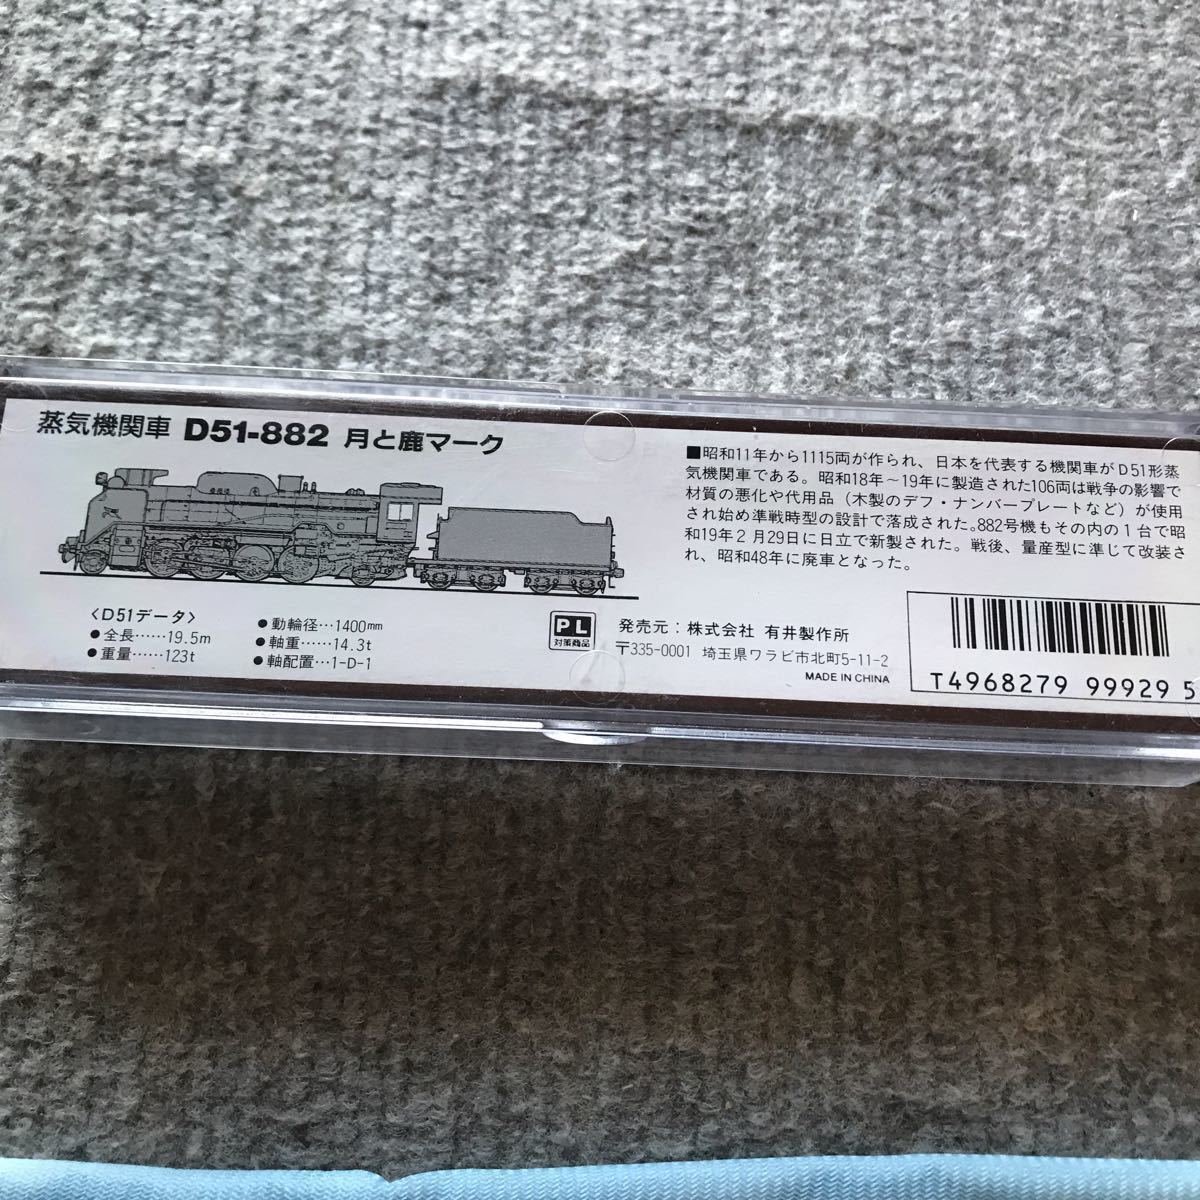 蒸気機関車 D51-882 月と鹿マーク
〈D51データ〉
●全長……19.5m
●重量……123t
●動輪径…1400mm
●軸重…14.3t
●軸配置…1-D-1
■昭和11年から1115両が作られ、日本を代表する機関車がD51形蒸
気機関車である。昭和18年〜19年に製造された106両は戦争の影響で
材質の悪化や代用品（木製のデフ・ナンバープレートなど）が使用
され始め準戦時型の設計で落成された。882号機もその内の1台で昭
和19年2月29日に日立で新製された。戦後、量産型に準じて改装さ
れ、昭和48年に廃車となった。
PL
対策商品
発売元：株式会社 有井製作所
〒335-0001 埼玉県ワラビ市北町5-11-2
MADE IN CHINA
T4968279 99929 5